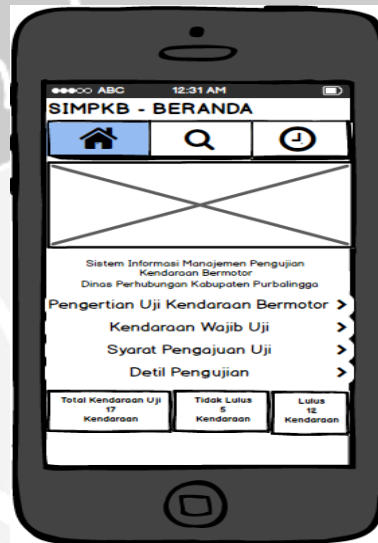 ABC 12:31 AM
SIMPKB - BERANDA
Sistem Informasi Manajemen Pengujian
Kendaraan Bermotor
Dinas Perhubungan Kabupaten Purbalingga
Pengertian Uji Kendaraan Bermotor >
Kendaraan Wajib Uji >
Syarat Pengajuan Uji >
Detil Pengujian >
Total Kendaraan Uji
17
Kendaraan
Tidak Lulus
5
Kendaraan
Lulus
12
Kendaraan